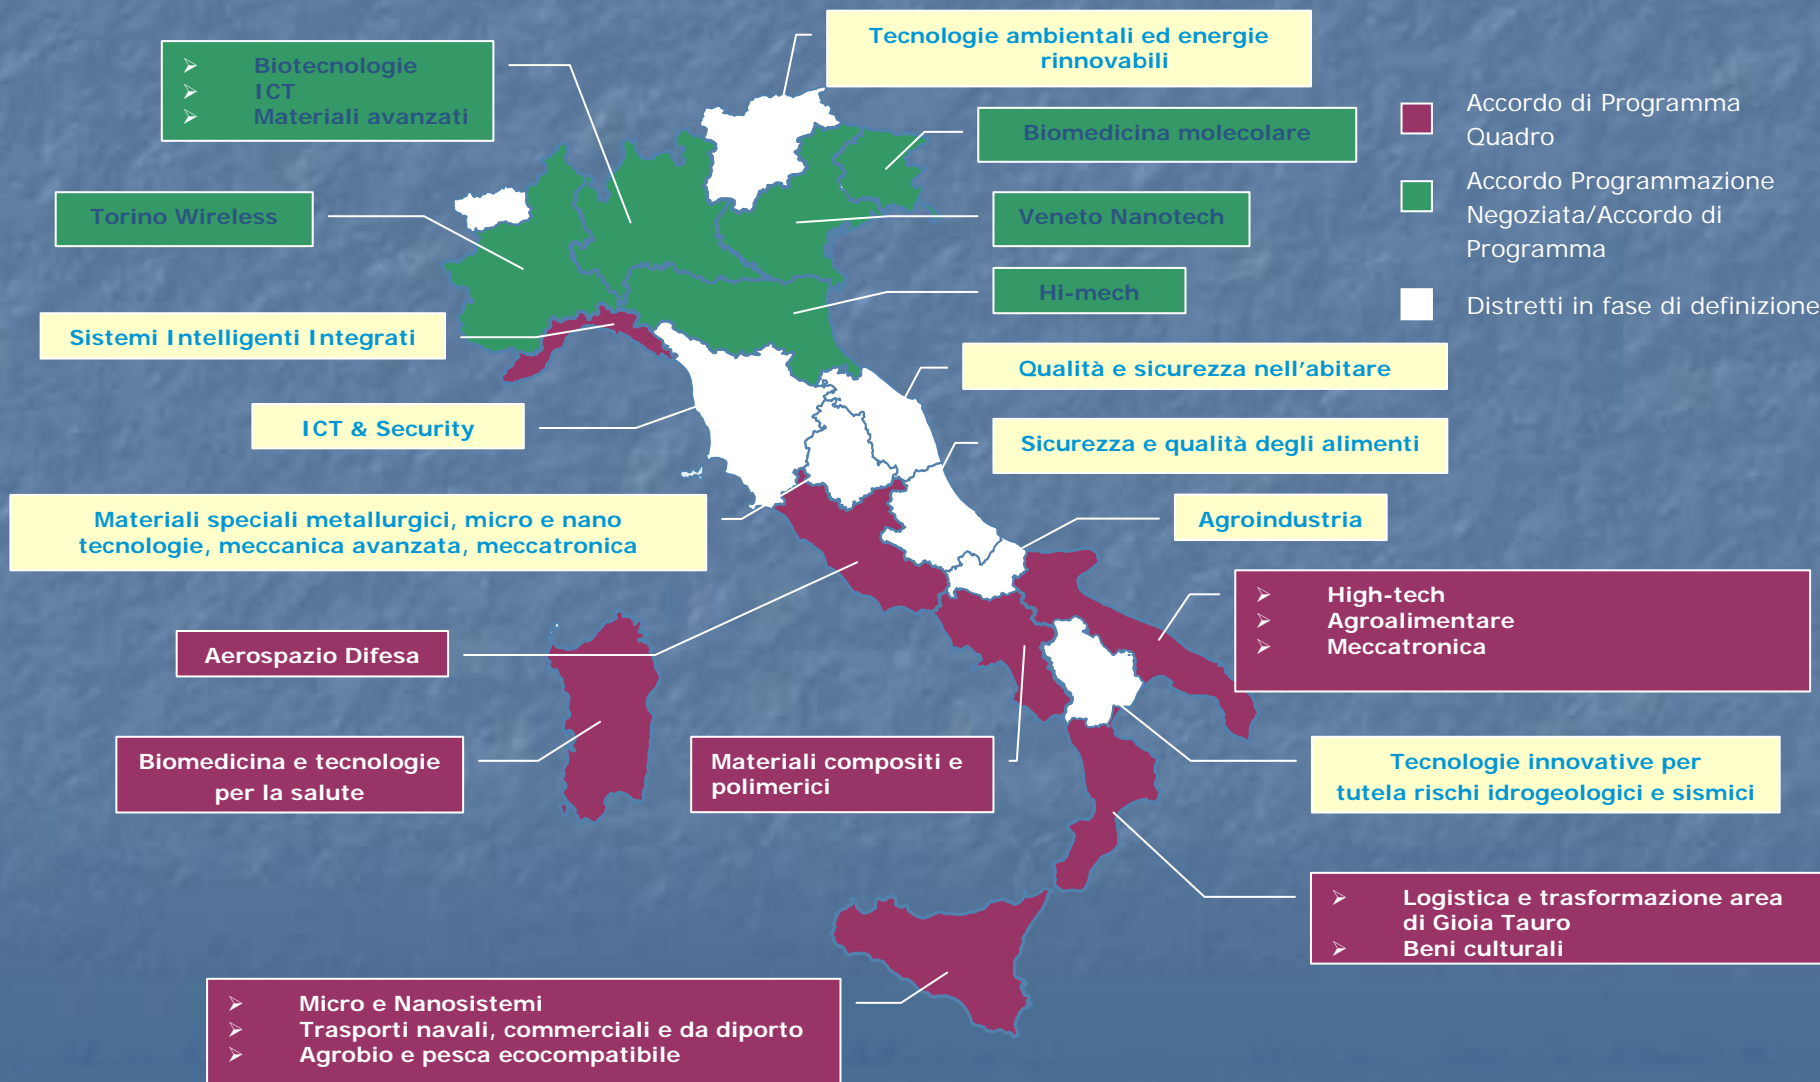 Tecnologie ambientali ed energie
rinnovabili
Biotecnologie
ICT
Materiali avanzati
Accordo di Programma
Quadro
Biomedicina molecolare
Accordo Programmazione
Negoziata/Accordo di
Programma
Torino Wireless
Veneto Nanotech
Hi-mech
Distretti in fase di definizione
Sistemi Intelligenti Integrati
Qualità e sicurezza nell'abitare
ICT & Security
Sicurezza e qualità degli alimenti
Materiali speciali metallurgici, micro e nano
tecnologie, meccanica avanzata, meccatronica
Agroindustria
High-tech
Agroalimentare
Meccatronica
Aerospazio Difesa
Biomedicina e tecnologie
per la salute
Materiali compositi e
polimerici
Tecnologie innovative per
tutela rischi idrogeologici e sismici
Logistica e trasformazione area
di Gioia Tauro
Beni culturali
Micro e Nanosistemi
Trasporti navali, commerciali e da diporto
Agrobio e pesca ecocompatibile